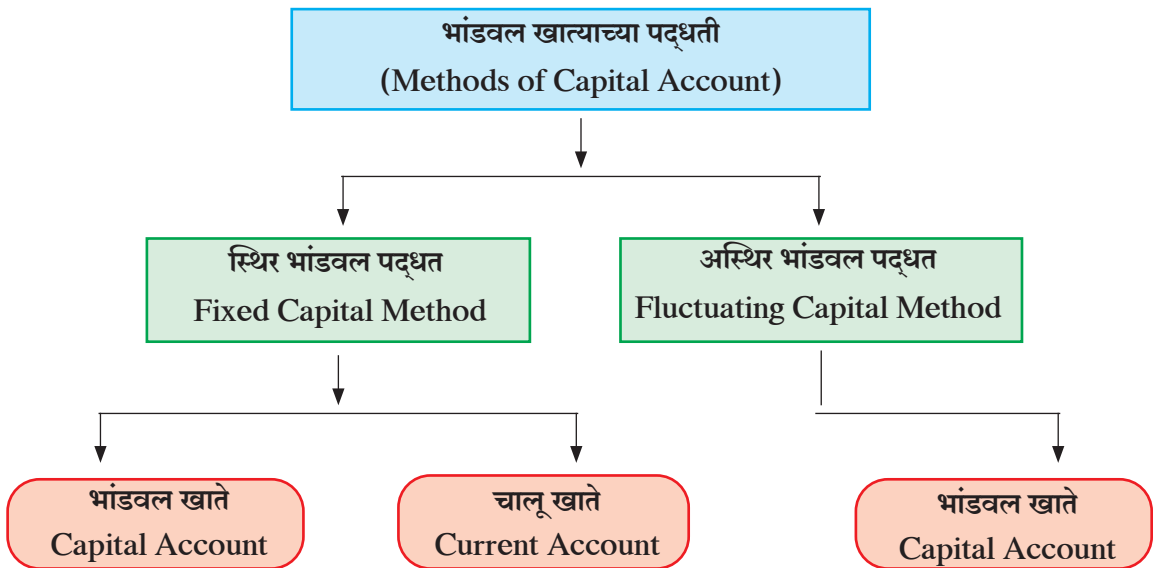 भांडवल खात्याच्या पद्धती
(Methods of Capital Account)
स्थिर भांडवल पद्धत
Fixed Capital Method
अस्थिर भांडवल पद्धत
Fluctuating Capital Method
भांडवल खाते
Capital Account
चालू खाते
Current Account
भांडवल खाते
Capital Account